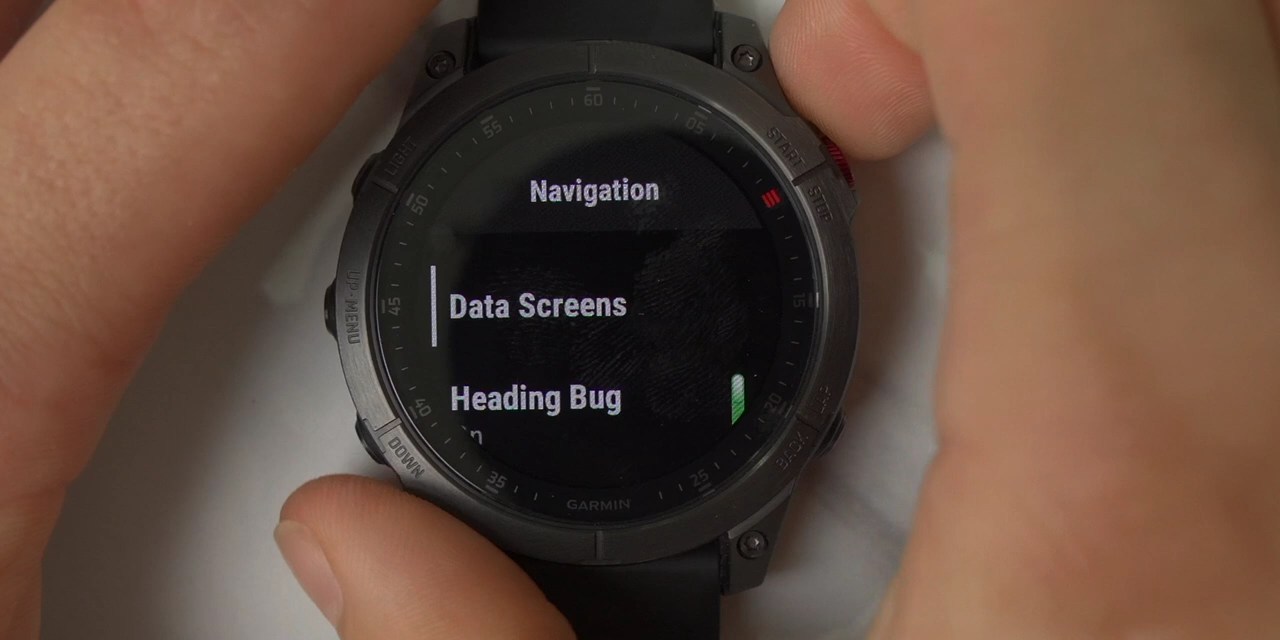 60
55
05
LIGHT
START
Navigation
50
STOP
UP·MENU
45
Data Screens
15
Heading Bug
40
20
LAP
DOWN
BACK
35
25
GARMIN